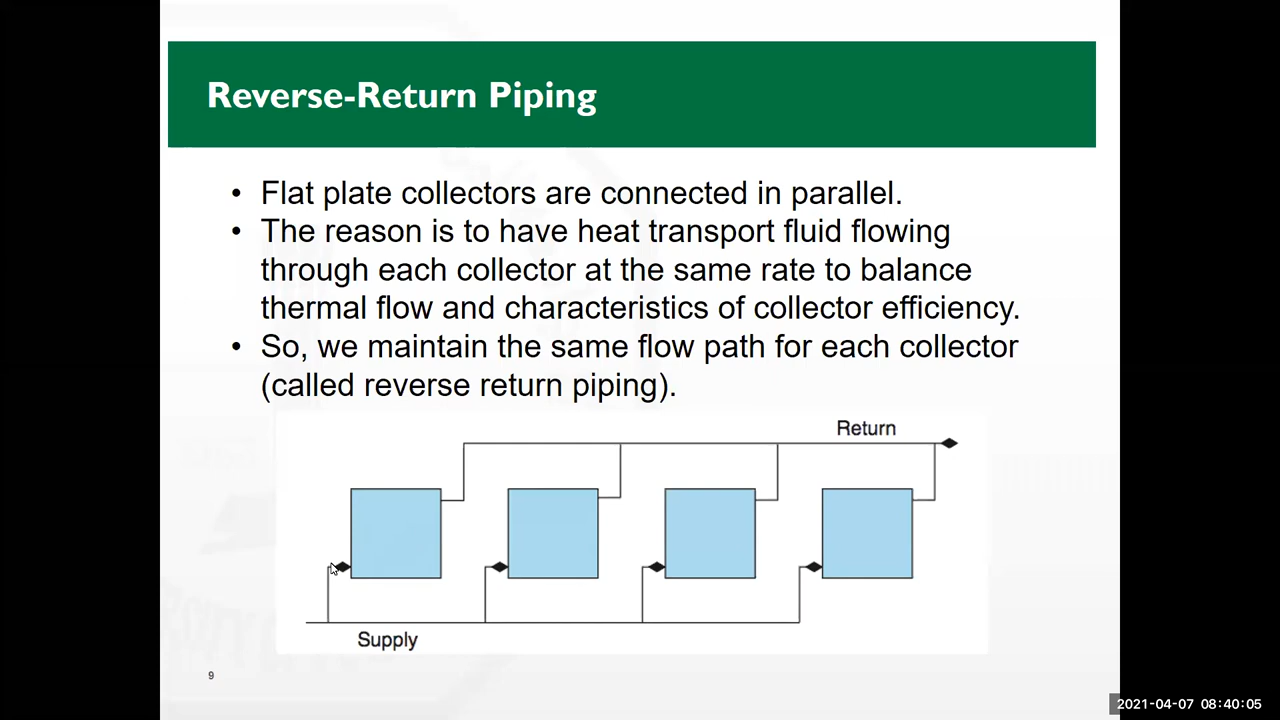 Reverse-Return Piping
• Flat plate collectors are connected in parallel.
• The reason is to have heat transport fluid flowing
through each collector at the same rate to balance
thermal flow and characteristics of collector efficiency.
• So, we maintain the same flow path for each collector
(called reverse return piping).
Return
Supply
9
2021-04-07 08:40:05